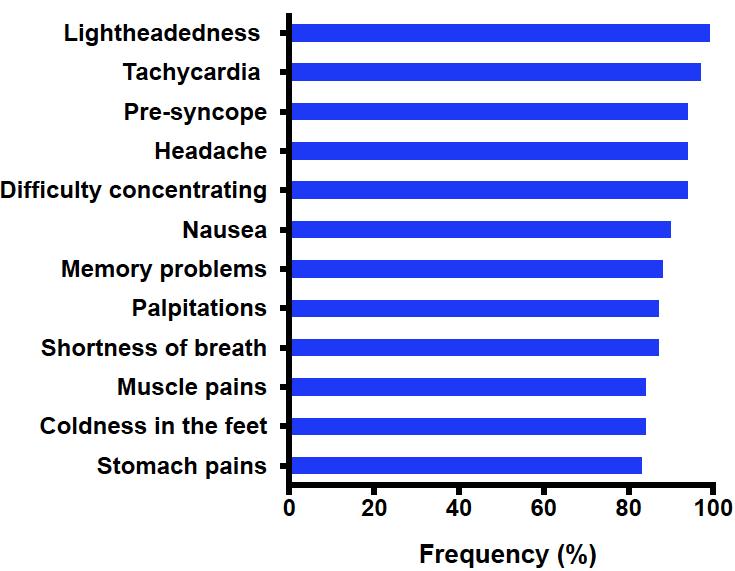 Lightheadedness
Tachycardia
Pre-syncope
Headache
Difficulty concentrating
Nausea
Memory problems
Palpitations
Shortness of breath
Muscle pains
Coldness in the feet
Stomach pains
0 20 40 60 80 100
Frequency (%)